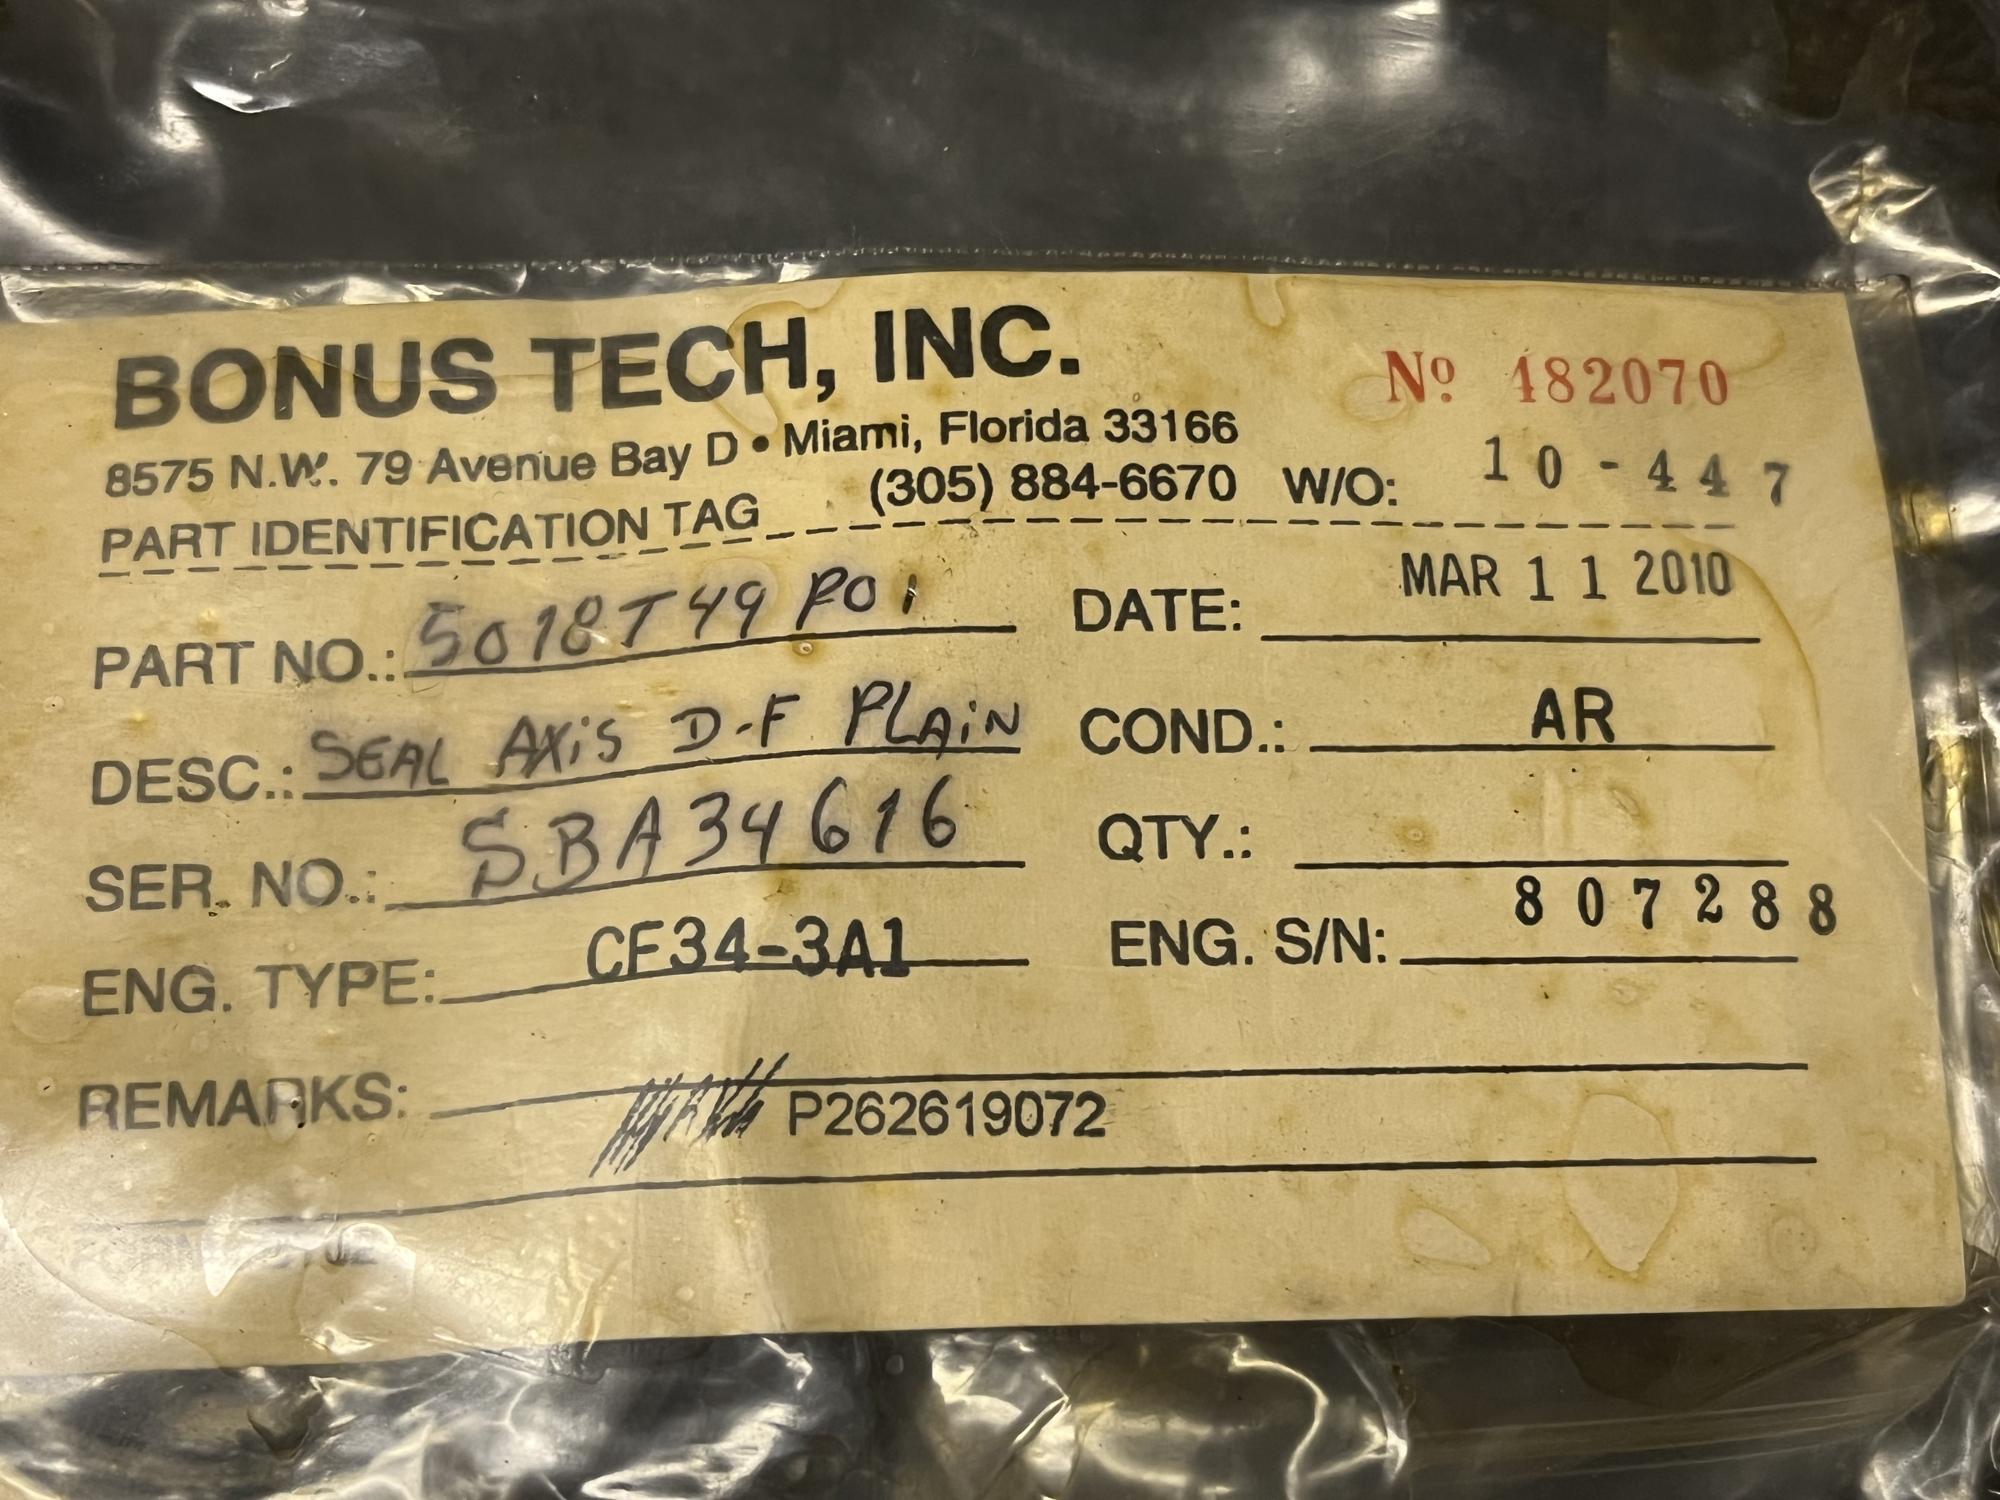 BONUS TECH, INC.
Nº 482070
8575 N.W. 79 Avenue Bay D • Miami, Florida 33166
(305) 884-6670 W/O: 10-447
PART IDENTIFICATION TAG
PART NO.: 5018T49P01 DATE: MAR 11 2010
DESC.: SEAL AXIS D-F PLAIN COND.: AR
SER. NO.: SBA34616 QTY.:
ENG. TYPE: CF34-3A1 ENG. S/N: 807288
REMARKS:
P262619072